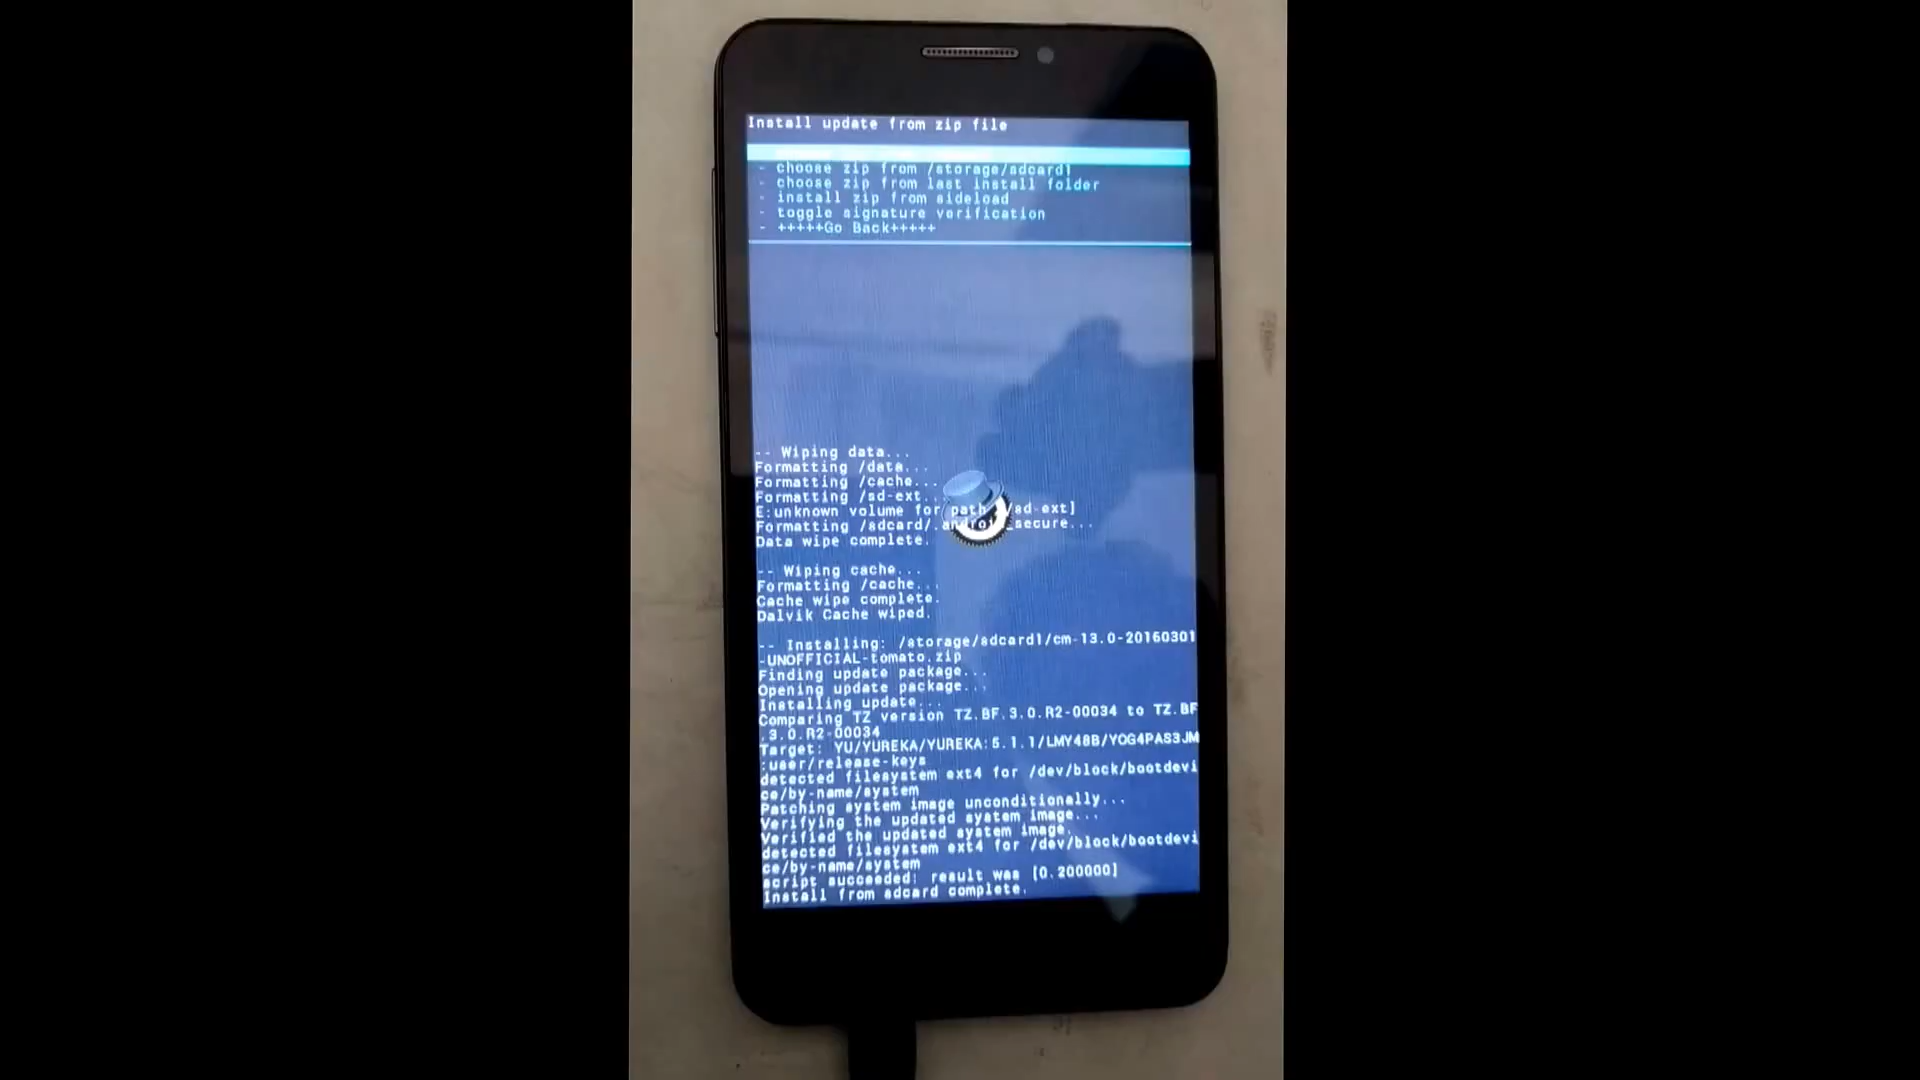 Install update from zip file
- choose zip from /storage/sdcard1
- choose zip from last install folder
- install zip from sideload
- toggle signature verification
- +++++Go Back+++++
-- Wiping data...
Formatting /data...
Formatting /cache...
Formatting /sd-ext...
E:unknown volume for path [/sd-ext]
Formatting /sdcard/.android_secure...
Data wipe complete.
-- Wiping cache...
Formatting /cache...
Cache wipe complete.
Dalvik Cache wiped.
-- Installing: /storage/sdcard1/cm-13.0-20160301
-UNOFFICIAL-tomato.zip
Finding update package...
Opening update package...
Installing update...
Comparing TZ version TZ.BF.3.0.R2-00034 to TZ.BF
.3.0.R2-00034
Target: YU/YUREKA/YUREKA:5.1.1/LMY48B/YOG4PAS3JM
:user/release-keys
detected filesystem ext4 for /dev/block/bootdevi
ce/by-name/system
Patching system image unconditionally...
Verifying the updated system image...
Verified the updated system image.
detected filesystem ext4 for /dev/block/bootdevi
ce/by-name/system
script succeeded: result was [0.200000]
Install from sdcard complete.